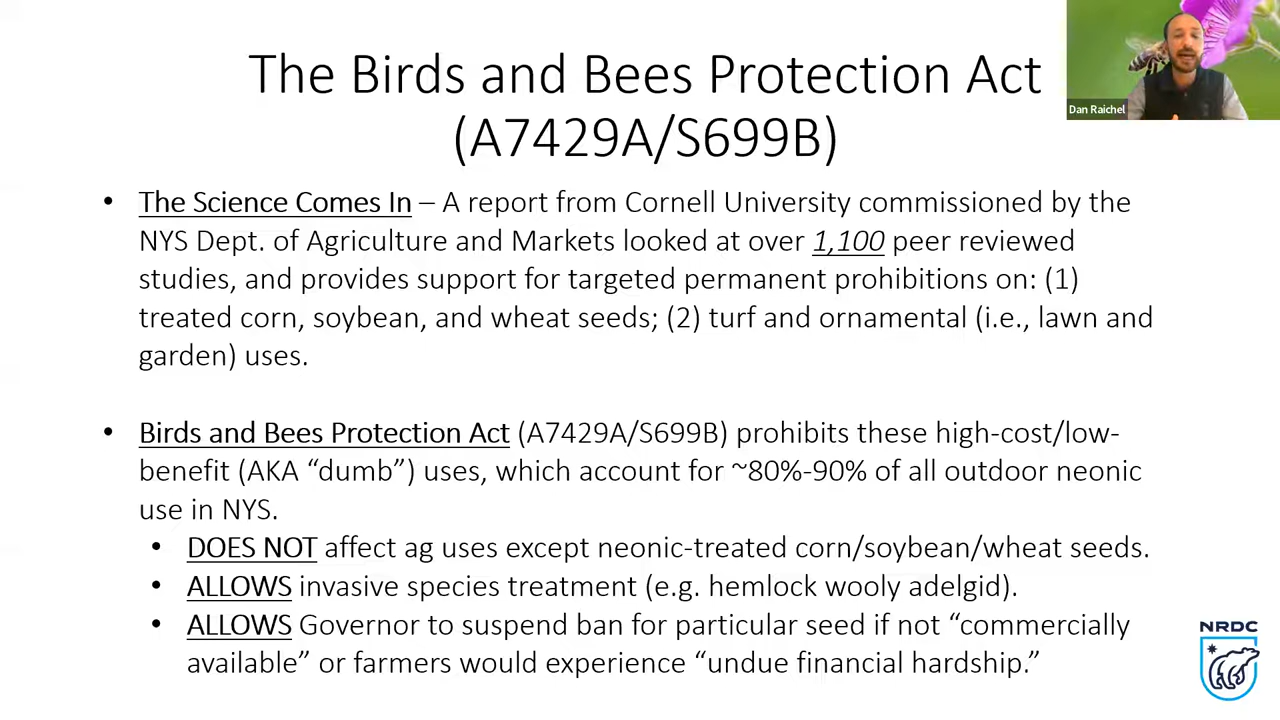 The Birds and Bees Protection Act
(A7429A/S699B)
Dan Raichel
• The Science Comes In – A report from Cornell University commissioned by the
NYS Dept. of Agriculture and Markets looked at over 1,100 peer reviewed
studies, and provides support for targeted permanent prohibitions on: (1)
treated corn, soybean, and wheat seeds; (2) turf and ornamental (i.e., lawn and
garden) uses.
• Birds and Bees Protection Act (A7429A/S699B) prohibits these high-cost/low-
benefit (AKA “dumb”) uses, which account for ~80%-90% of all outdoor neonic
use in NYS.
• DOES NOT affect ag uses except neonic-treated corn/soybean/wheat seeds.
• ALLOWS invasive species treatment (e.g. hemlock wooly adelgid).
• ALLOWS Governor to suspend ban for particular seed if not “commercially
available” or farmers would experience “undue financial hardship.”
NRDC